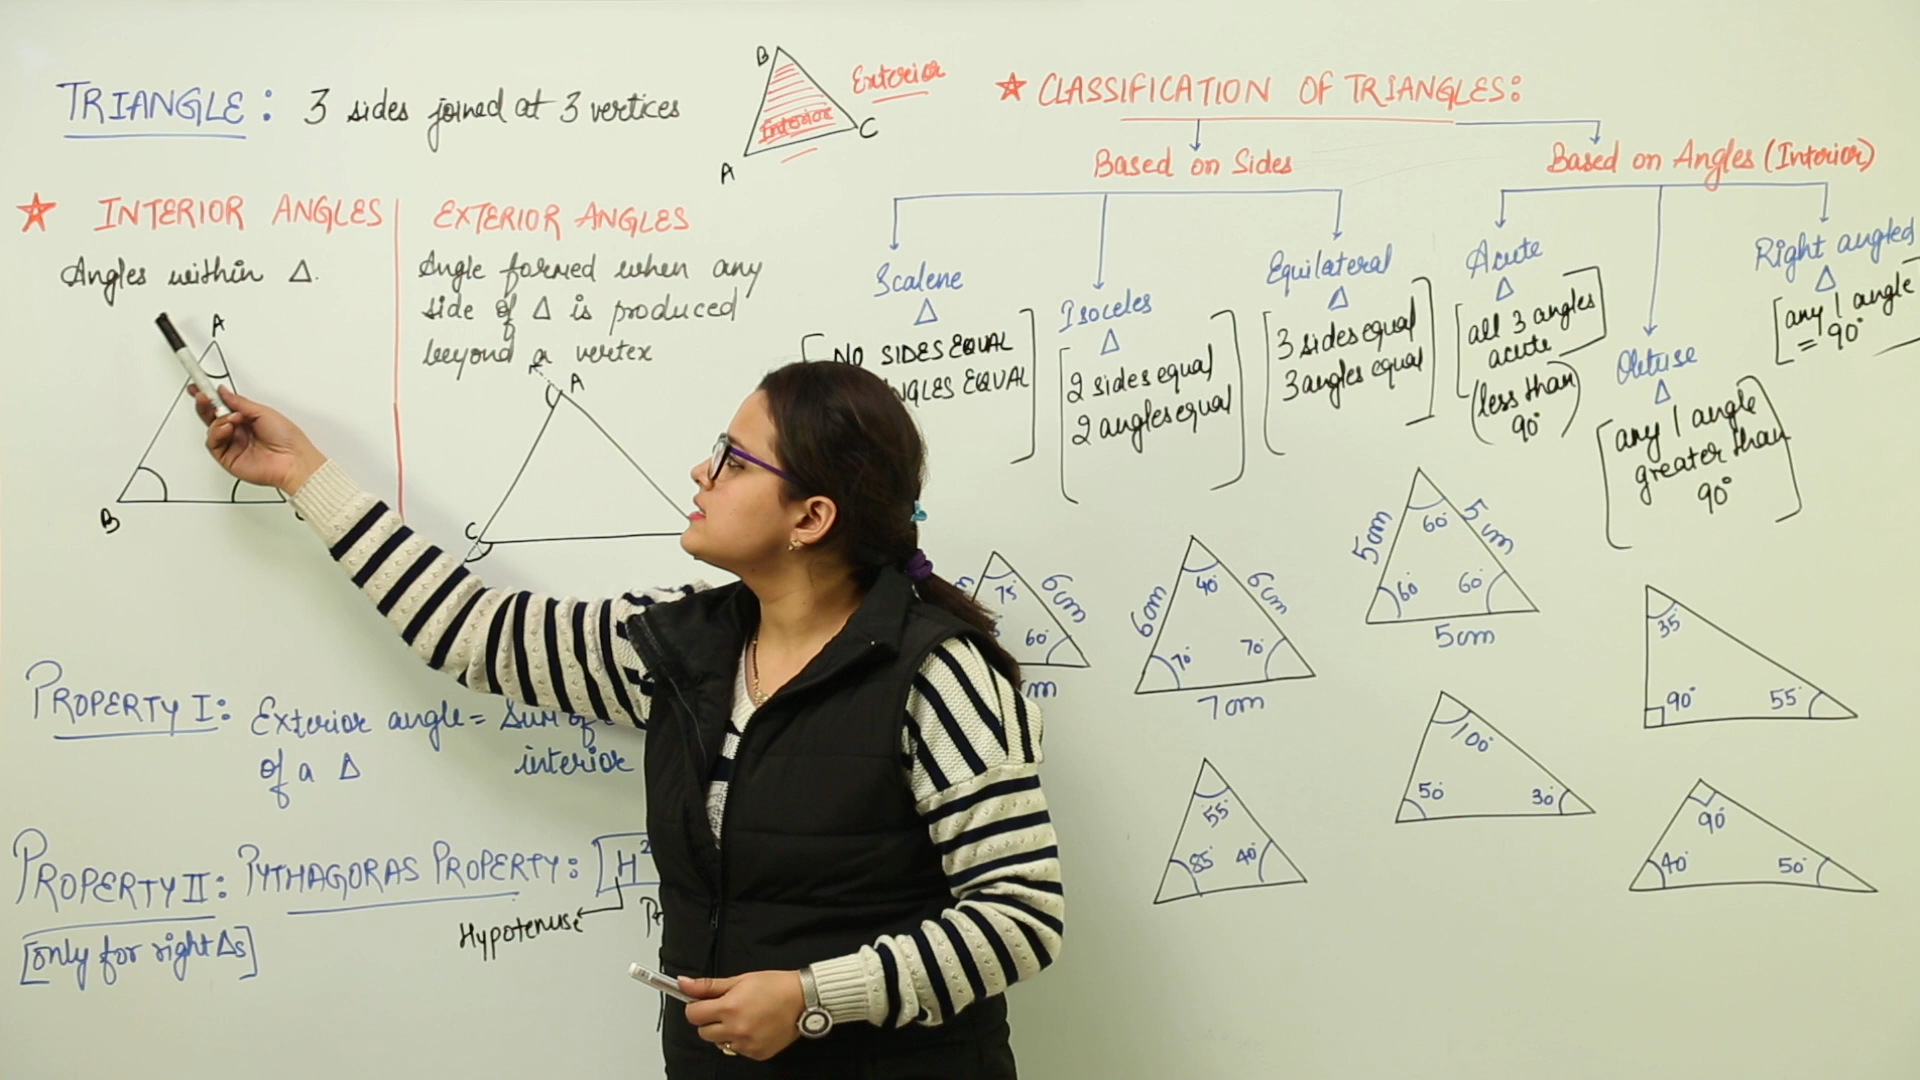 TRIANGLE: 3 sides joined at 3 vertices
B
Exterior
Interior
A
C
INTERIOR ANGLES
Angles within Δ.
A
B
EXTERIOR ANGLES
Angle formed when any
side of Δ is produced
beyond a vertex
A
C
PROPERTY I: Exterior angle = Sum of
of a Δ interior
PROPERTY II: PYTHAGORAS PROPERTY: H²
[only for right Δs]
Hypotenuse
CLASSIFICATION OF TRIANGLES:
Based on Sides
Scalene
Δ
[NO SIDES EQUAL
ANGLES EQUAL]
Isoceles
Δ
[2 sides equal
2 angles equal]
Equilateral
Δ
[3 sides equal
3 angles equal]
Based on Angles (Interior)
Acute
Δ
[all 3 angles
acute]
(less than
90°)
Obtuse
Δ
[any 1 angle
greater than
90°]
Right angled
Δ
[any 1 angle
= 90°]
75° 6cm
60°
m
40° 6cm 6cm
70° 70°
7cm
60° 5cm 5cm
60° 60°
5cm
35°
90° 55°
55°
85° 40°
100°
50° 30°
90°
40° 50°